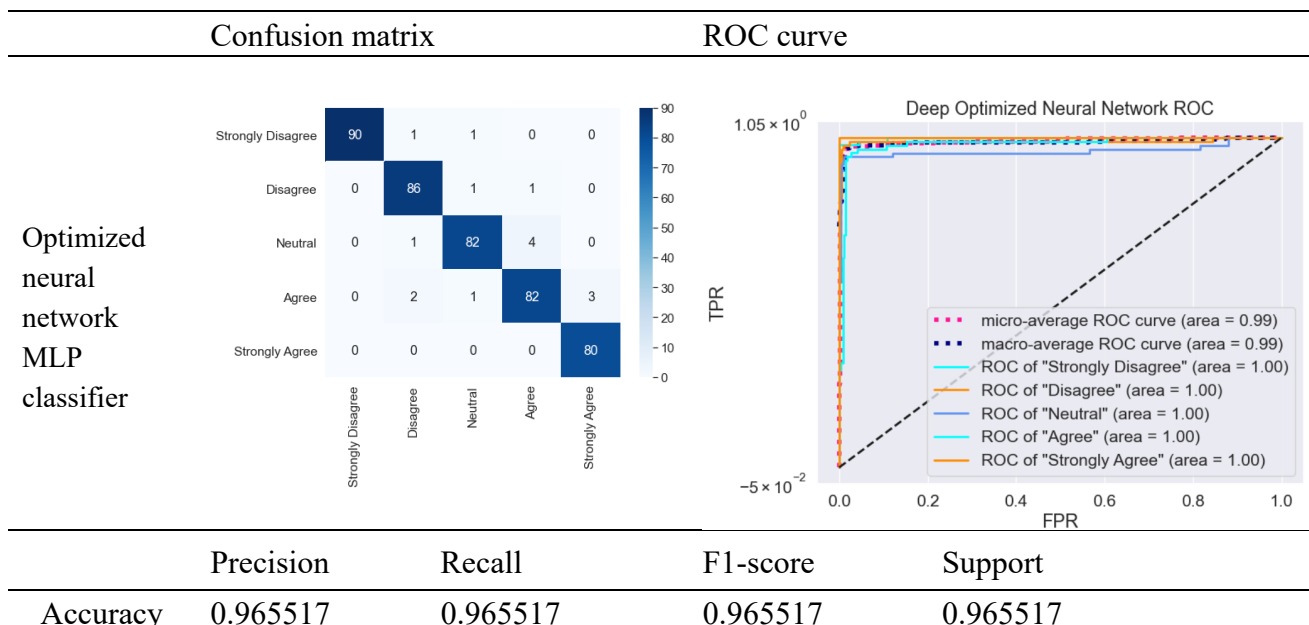 Confusion matrix ROC curve
Optimized
neural
network
MLP
classifier
Strongly Disagree 90 1 1 0 0
Disagree 0 86 1 1 0
Neutral 0 1 82 4 0
Agree 0 2 1 82 3
Strongly Agree 0 0 0 0 80
Strongly Disagree Disagree Neutral Agree Strongly Agree
90
80
70
60
50
40
30
20
10
0
Deep Optimized Neural Network ROC
1.05 × 10⁰
TPR
−5 × 10⁻²
micro-average ROC curve (area = 0.99)
macro-average ROC curve (area = 0.99)
ROC of "Strongly Disagree" (area = 1.00)
ROC of "Disagree" (area = 1.00)
ROC of "Neutral" (area = 1.00)
ROC of "Agree" (area = 1.00)
ROC of "Strongly Agree" (area = 1.00)
0.0 0.2 0.4 0.6 0.8 1.0
FPR
Precision Recall F1-score Support
Accuracy 0.965517 0.965517 0.965517 0.965517